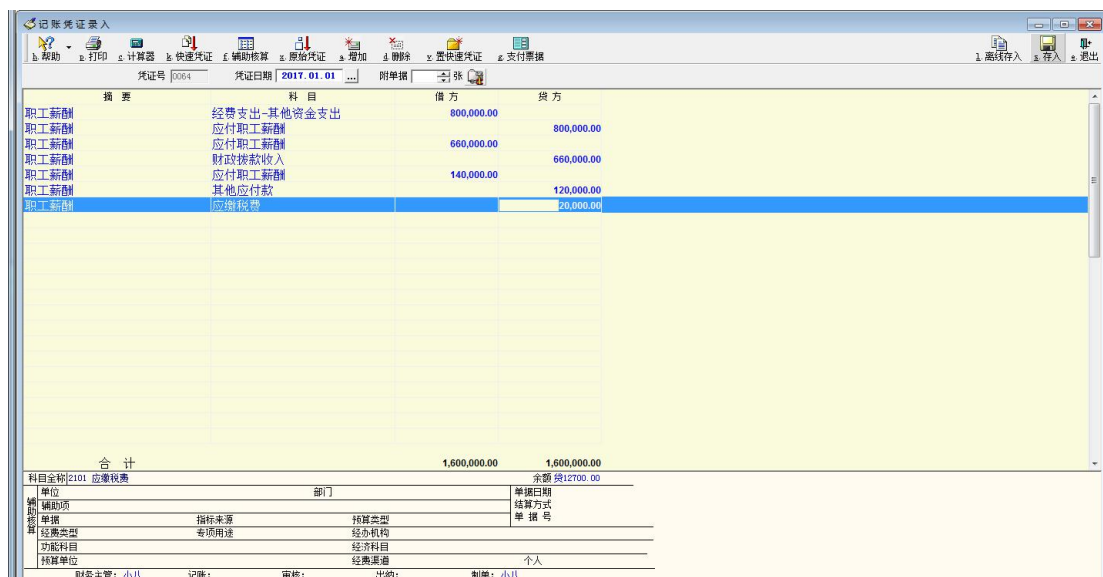 记账凭证录入
h 帮助 p 打印 c 计算器 k 快速凭证 f 辅助核算 x 原始凭证 a 增加 d 删除 v 置快速凭证 z 支付票据 l 离线存入 s 存入 e 退出
凭证号 0064 凭证日期 2017.01.01 ... 附单据 张
摘要 科目 借方 贷方
职工薪酬 经费支出-其他资金支出 800,000.00
职工薪酬 应付职工薪酬 800,000.00
职工薪酬 应付职工薪酬 660,000.00
职工薪酬 财政拨款收入 660,000.00
职工薪酬 应付职工薪酬 140,000.00
职工薪酬 其他应付款 120,000.00
职工薪酬 应缴税费 20,000.00
合计 1,600,000.00 1,600,000.00
科目全称 2101 应缴税费 余额 贷12700.00
辅助核算
单位 部门 单据日期
辅助项 结算方式
单据 指标来源 预算类型 单据号
经费类型 专项用途 经办机构
功能科目 经济科目
预算单位 经费渠道 个人
财务主管: 小八 记账: 审核: 出纳: 制单: 小八